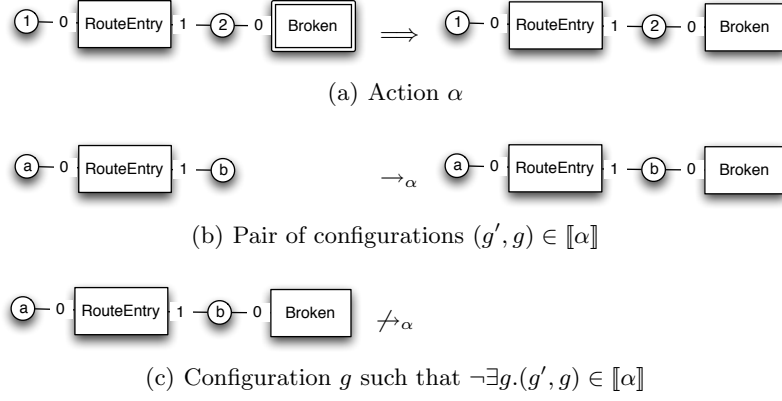 1 0 RouteEntry 1 2 0 Broken ⟹ 1 0 RouteEntry 1 2 0 Broken
(a) Action α
a 0 RouteEntry 1 b →α a 0 RouteEntry 1 b 0 Broken
(b) Pair of configurations (g′, g) ∈ ⟦α⟧
a 0 RouteEntry 1 b 0 Broken ↛α
(c) Configuration g such that ¬∃g.(g′, g) ∈ ⟦α⟧